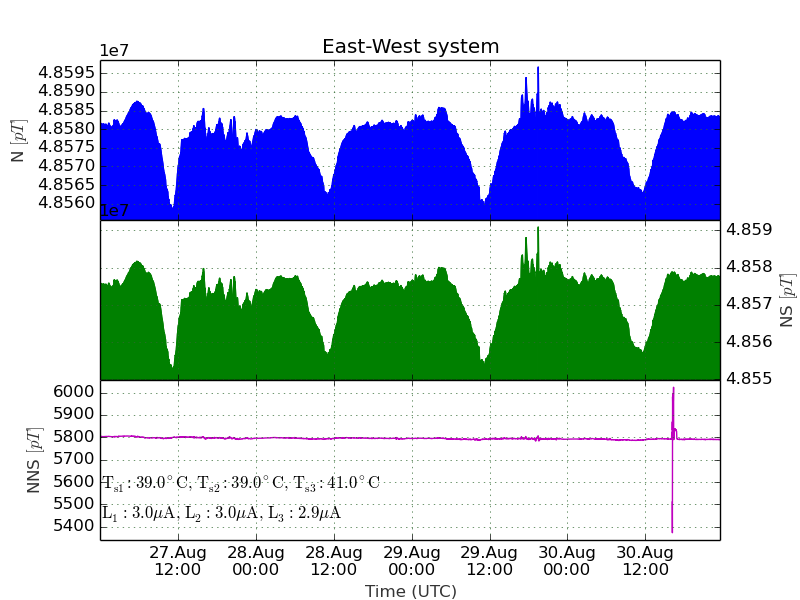 East-West system
1e7
4.8595
4.8590
4.8585
4.8580
4.8575
4.8570
4.8565
4.8560
N [pT]
1e7
4.859
4.858
4.857
4.856
4.855
NS [pT]
6000
5900
5800
5700
5600
5500
5400
NNS [pT]
T_s1 : 39.0°C, T_s2 : 39.0°C, T_s3 : 41.0°C
L_1 : 3.0μA, L_2 : 3.0μA, L_3 : 2.9μA
27.Aug 28.Aug 28.Aug 29.Aug 29.Aug 30.Aug 30.Aug
12:00 00:00 12:00 00:00 12:00 00:00 12:00
Time (UTC)